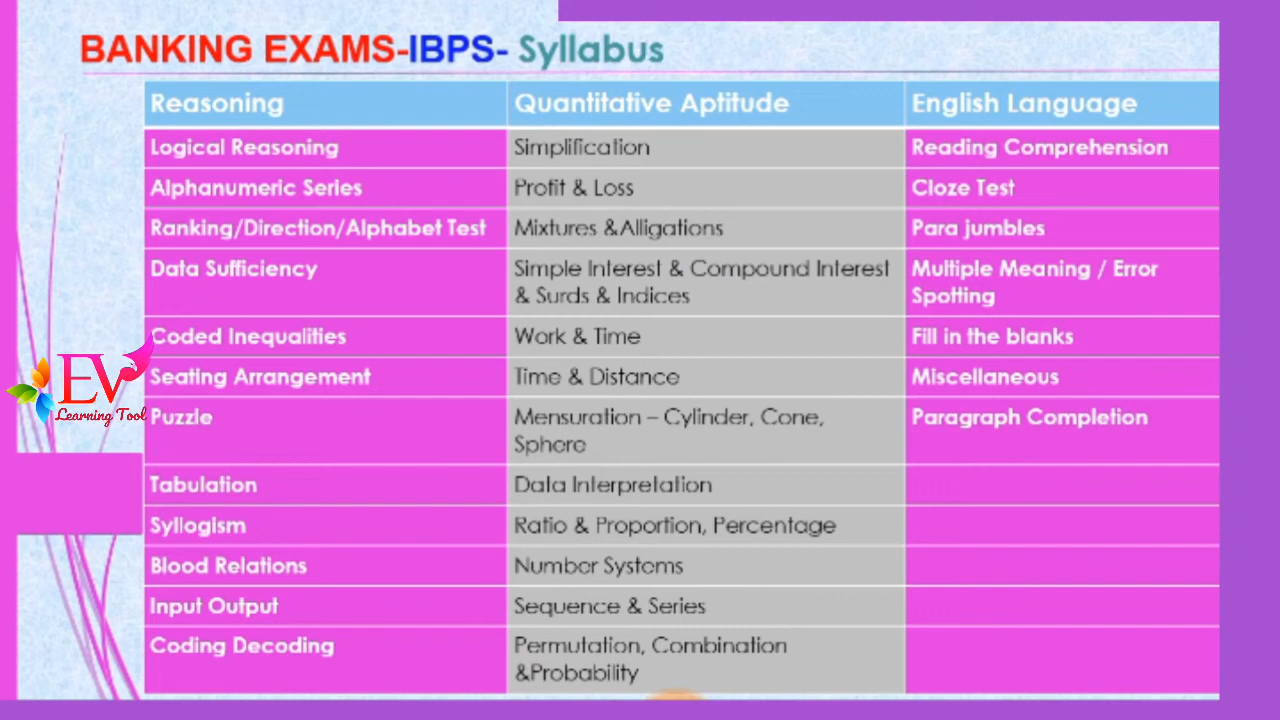 BANKING EXAMS-IBPS- Syllabus
Reasoning Quantitative Aptitude English Language
Logical Reasoning Simplification Reading Comprehension
Alphanumeric Series Profit & Loss Cloze Test
Ranking/Direction/Alphabet Test Mixtures &Alligations Para jumbles
Data Sufficiency Simple Interest & Compound Interest Multiple Meaning / Error
& Surds & Indices Spotting
Coded Inequalities Work & Time Fill in the blanks
Seating Arrangement Time & Distance Miscellaneous
Puzzle Mensuration – Cylinder, Cone, Paragraph Completion
Sphere
Tabulation Data Interpretation
Syllogism Ratio & Proportion, Percentage
Blood Relations Number Systems
Input Output Sequence & Series
Coding Decoding Permutation, Combination
&Probability
EV
Learning Tool